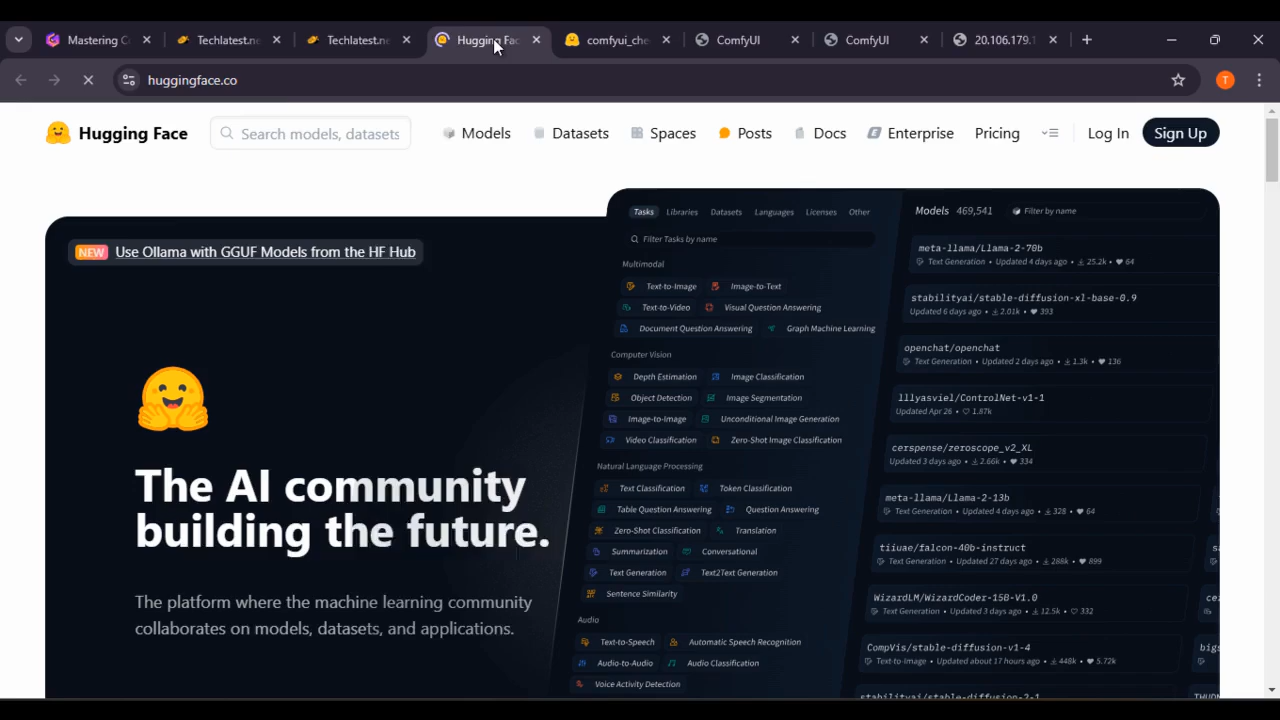 Mastering C
Techlatest.ne
Techlatest.ne
Hugging Fac
comfyui_che
ComfyUI
ComfyUI
20.106.179.1
huggingface.co
T
Hugging Face
Search models, datasets
Models
Datasets
Spaces
Posts
Docs
Enterprise
Pricing
Log In
Sign Up
NEW Use Ollama with GGUF Models from the HF Hub
The AI community
building the future.
The platform where the machine learning community
collaborates on models, datasets, and applications.
Tasks Libraries Datasets Languages Licenses Other
Filter Tasks by name
Multimodal
Text-to-Image Image-to-Text
Text-to-Video Visual Question Answering
Document Question Answering Graph Machine Learning
Computer Vision
Depth Estimation Image Classification
Object Detection Image Segmentation
Image-to-Image Unconditional Image Generation
Video Classification Zero-Shot Image Classification
Natural Language Processing
Text Classification Token Classification
Table Question Answering Question Answering
Zero-Shot Classification Translation
Summarization Conversational
Text Generation Text2Text Generation
Sentence Similarity
Audio
Text-to-Speech Automatic Speech Recognition
Audio-to-Audio Audio Classification
Voice Activity Detection
Models 469,541 Filter by name
meta-llama/Llama-2-70b
Text Generation • Updated 4 days ago • 25.2k • 64
stabilityai/stable-diffusion-xl-base-0.9
Updated 6 days ago • 2.01k • 393
openchat/openchat
Text Generation • Updated 2 days ago • 1.3k • 136
lllyasviel/ControlNet-v1-1
Updated Apr 26 • 1.87k
cerspense/zeroscope_v2_XL
Updated 3 days ago • 2.66k • 334
meta-llama/Llama-2-13b
Text Generation • Updated 4 days ago • 328 • 64
tiiuae/falcon-40b-instruct
Text Generation • Updated 27 days ago • 288k • 899
WizardLM/WizardCoder-15B-V1.0
Text Generation • Updated 3 days ago • 12.5k • 332
CompVis/stable-diffusion-v1-4
Text-to-Image • Updated about 17 hours ago • 448k • 5.72k
stabilityai/stable-diffusion-2-1